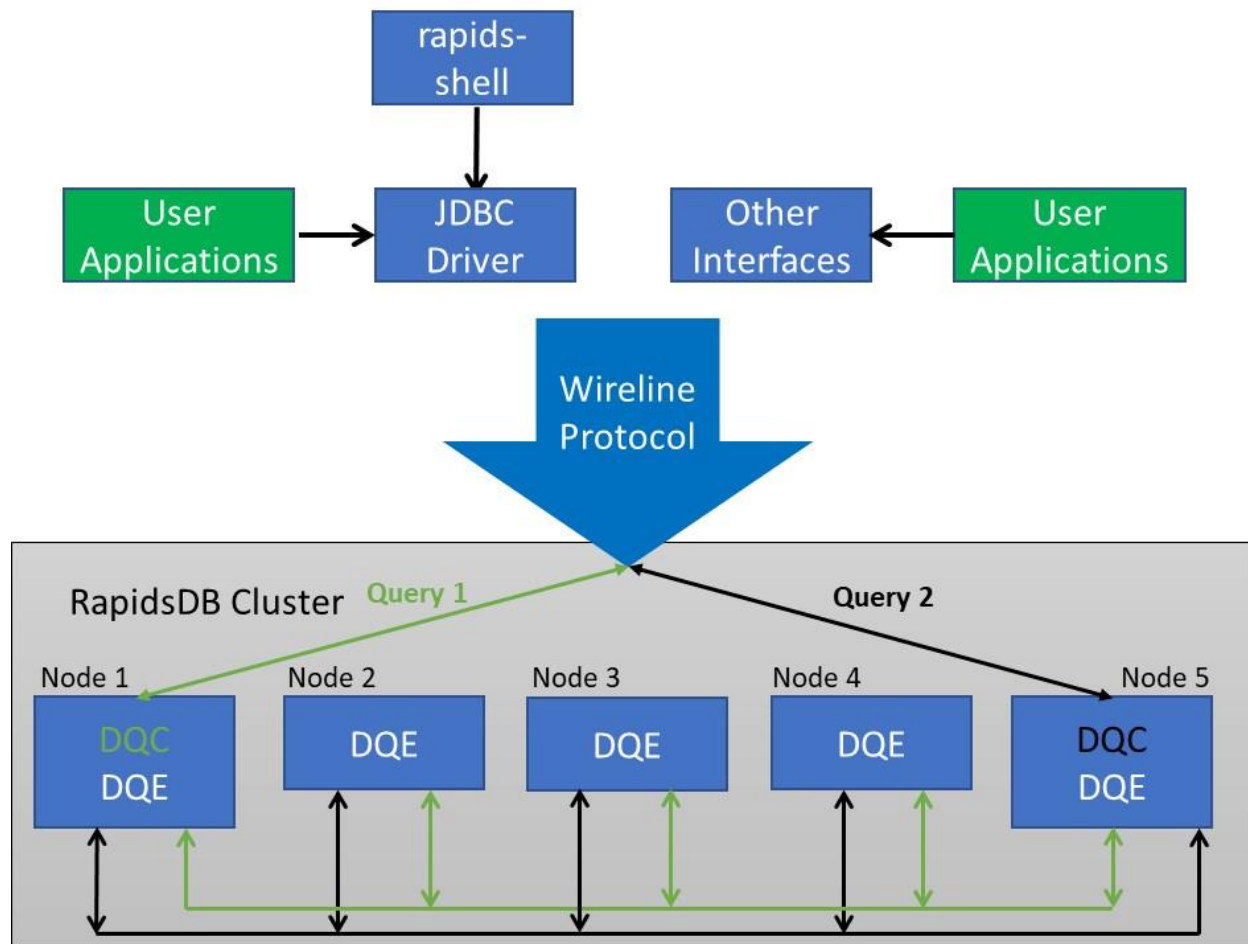 rapids-
shell
User
Applications
JDBC
Driver
Other
Interfaces
User
Applications
Wireline
Protocol
RapidsDB Cluster
Query 1
Query 2
Node 1
Node 2
Node 3
Node 4
Node 5
DQC
DQE
DQE
DQE
DQE
DQC
DQE